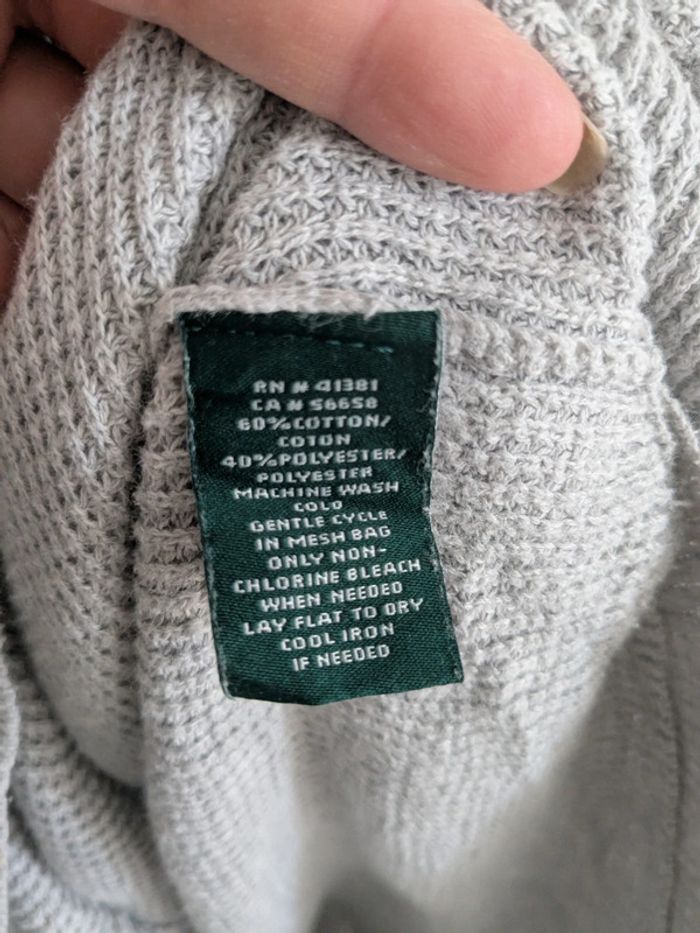 RN # 41381
CA # 56658
60%COTTON/
COTON
40%POLYESTER/
POLYESTER
MACHINE WASH
COLD
GENTLE CYCLE
IN MESH BAG
ONLY NON-
CHLORINE BLEACH
WHEN NEEDED
LAY FLAT TO DRY
COOL IRON
IF NEEDED